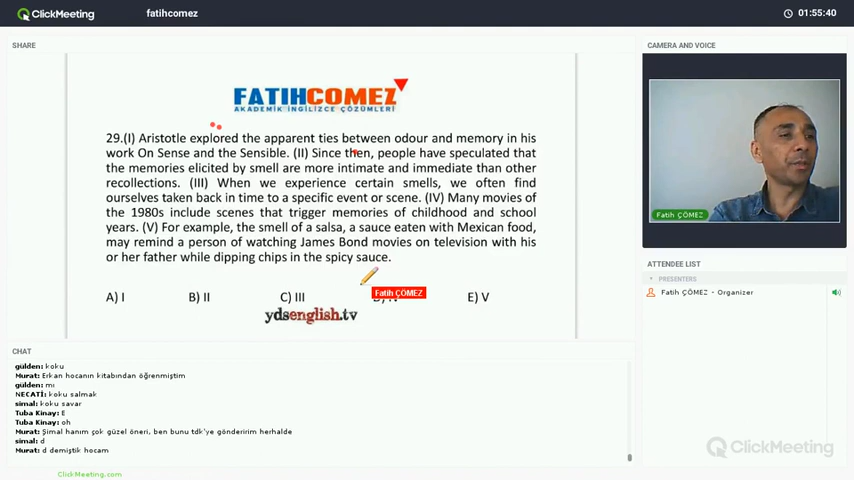 ClickMeeting
fatihcomez
01:55:40
SHARE
CAMERA AND VOICE
FATIHCOMEZ
AKADEMİK İNGİLİZCE ÇÖZÜMLERİ
29.(I) Aristotle explored the apparent ties between odour and memory in his
work On Sense and the Sensible. (II) Since then, people have speculated that
the memories elicited by smell are more intimate and immediate than other
recollections. (III) When we experience certain smells, we often find
ourselves taken back in time to a specific event or scene. (IV) Many movies of
the 1980s include scenes that trigger memories of childhood and school
years. (V) For example, the smell of a salsa, a sauce eaten with Mexican food,
may remind a person of watching James Bond movies on television with his
or her father while dipping chips in the spicy sauce.
Fatih ÇÖMEZ
A) I B) II C) III E) V
ydsenglish.tv
Fatih ÇÖMEZ
ATTENDEE LIST
PRESENTERS
Fatih ÇÖMEZ - Organizer
CHAT
gülden: koku
Murat: Erkan hocanın kitabından öğrenmiştim
gülden: mı
NECATİ: koku salmak
simal: koku savar
Tuba Kinay: E
Tuba Kinay: oh
Murat: Şimal hanım çok güzel öneri, ben bunu tdk'ye gönderirim herhalde
simal: d
Murat: d demiştik hocam
ClickMeeting
ClickMeeting.com